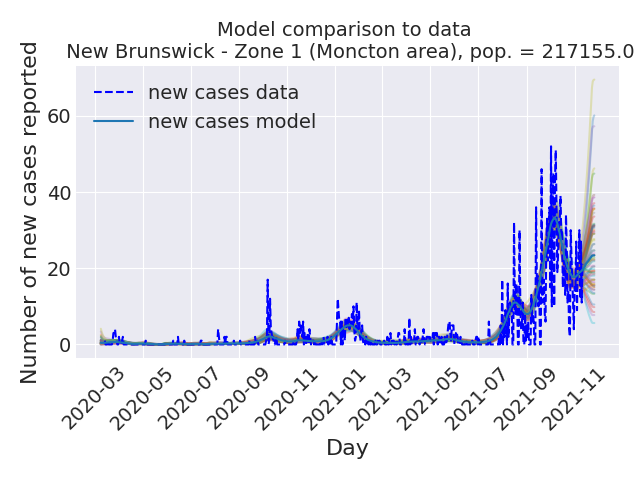 Model comparison to data
New Brunswick - Zone 1 (Moncton area), pop. = 217155.0
Number of new cases reported
new cases data
new cases model
60
40
20
0
2020-03
2020-05
2020-07
2020-09
2020-11
2021-01
2021-03
2021-05
2021-07
2021-09
2021-11
Day